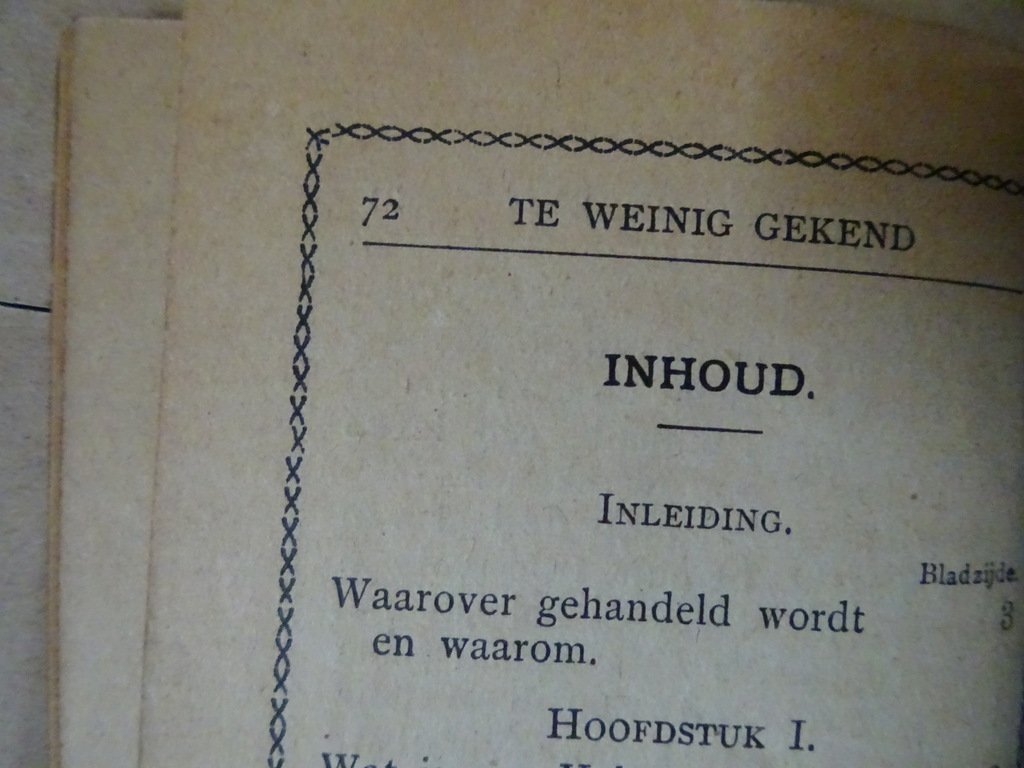 72 TE WEINIG GEKEND
INHOUD.
INLEIDING.
Bladzijde.
Waarover gehandeld wordt 3
en waarom.
HOOFDSTUK I.